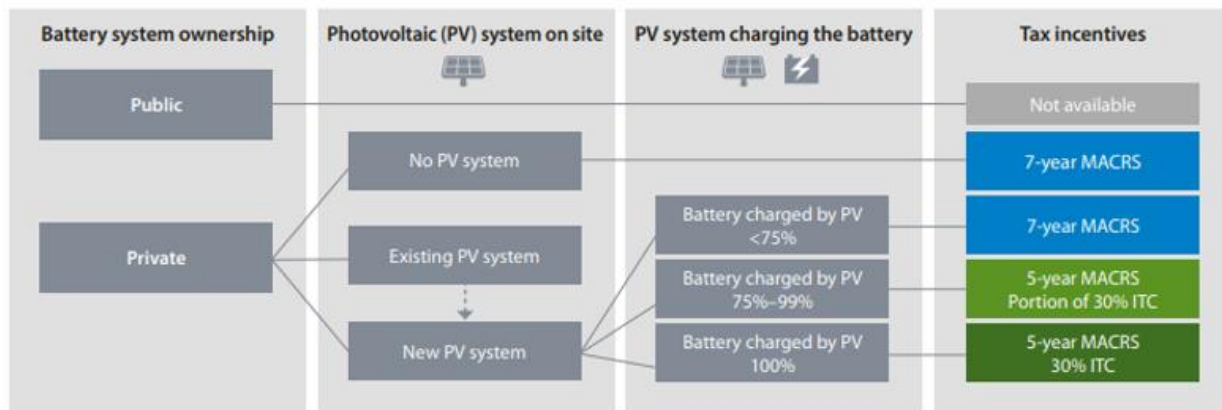 Battery system ownership
Photovoltaic (PV) system on site
PV system charging the battery
Tax incentives
Public
Not available
No PV system
7-year MACRS
Private
Existing PV system
New PV system
Battery charged by PV
<75%
7-year MACRS
Battery charged by PV
75%–99%
5-year MACRS
Portion of 30% ITC
Battery charged by PV
100%
5-year MACRS
30% ITC